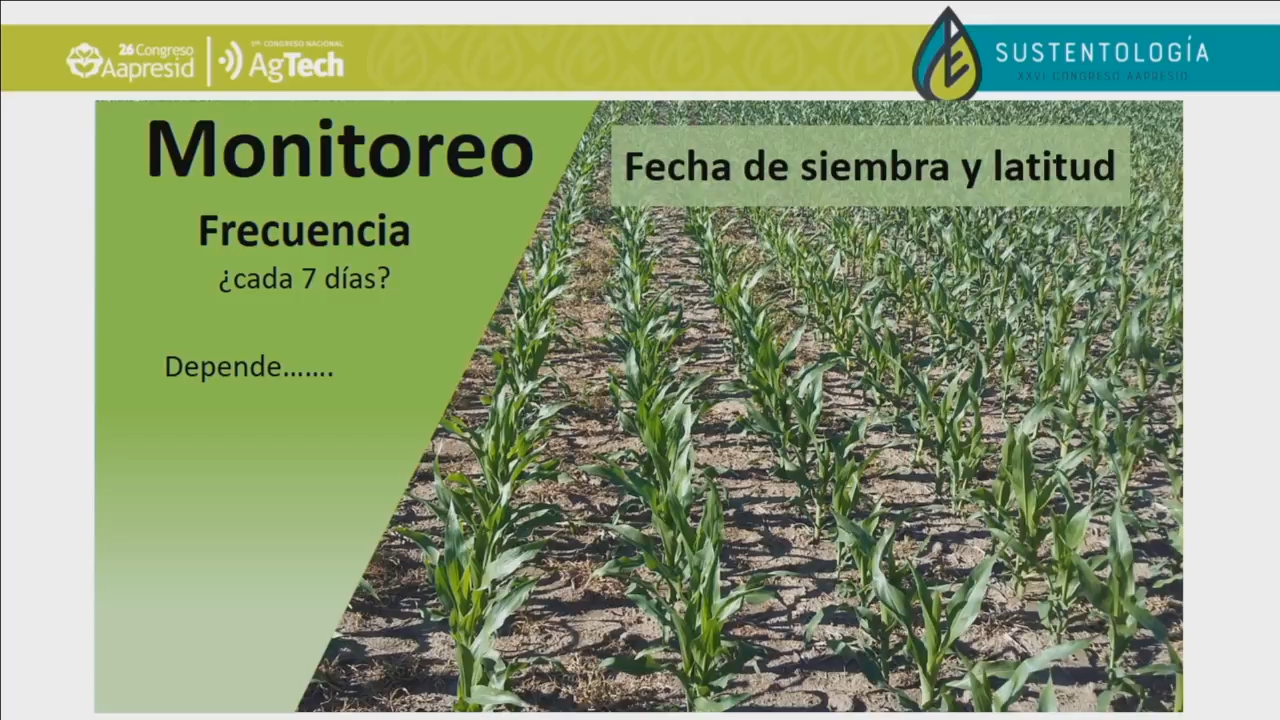 26 Congreso
Aapresid
1er CONGRESO NACIONAL
AgTech
SUSTENTOLOGÍA
XXVI CONGRESO AAPRESID
Monitoreo
Frecuencia
¿cada 7 días?
Depende…….
Fecha de siembra y latitud